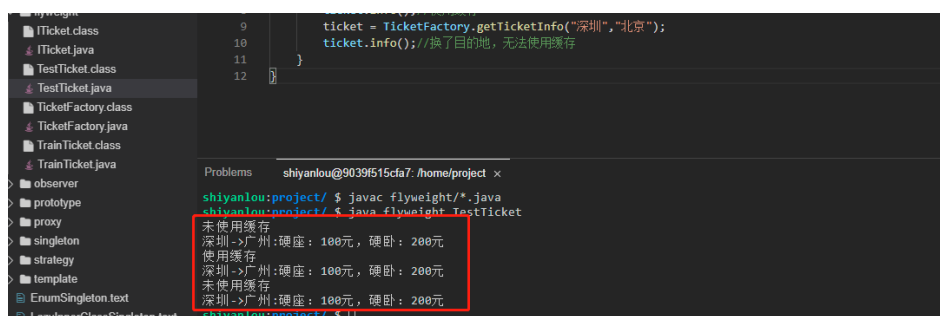 ITicket.class
ITicket.java
TestTicket.class
TestTicket.java
TicketFactory.class
TicketFactory.java
TrainTicket.class
TrainTicket.java
observer
prototype
proxy
singleton
strategy
template
EnumSingleton.text
9 ticket = TicketFactory.getTicketInfo("深圳","北京");
10 ticket.info();//换了目的地，无法使用缓存
11 }
12 }
Problems shiyanlou@9039f515cfa7: /home/project ×
shiyanlou:project/ $ javac flyweight/*.java
shiyanlou:project/ $ java flyweight.TestTicket
未使用缓存
深圳->广州:硬座：100元，硬卧：200元
使用缓存
深圳->广州:硬座：100元，硬卧：200元
未使用缓存
深圳->广州:硬座：100元，硬卧：200元
shiyanlou:project/ $